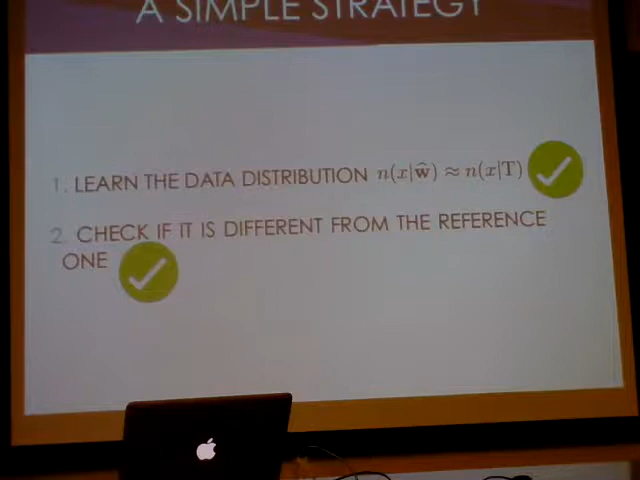 A SIMPLE STRATEGY
1. LEARN THE DATA DISTRIBUTION n(x|ŵ) ≈ n(x|T)
2. CHECK IF IT IS DIFFERENT FROM THE REFERENCE
ONE